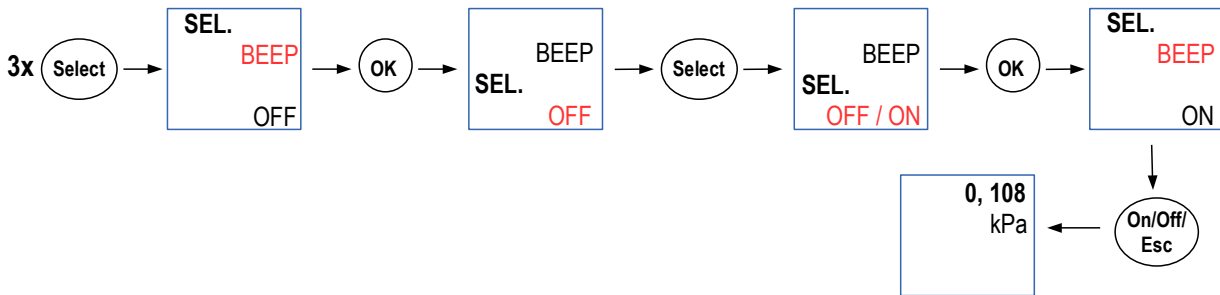 3x
Select
SEL.
BEEP
OFF
OK
BEEP
SEL.
OFF
Select
BEEP
SEL.
OFF / ON
OK
SEL.
BEEP
ON
On/Off/
Esc
0, 108
kPa